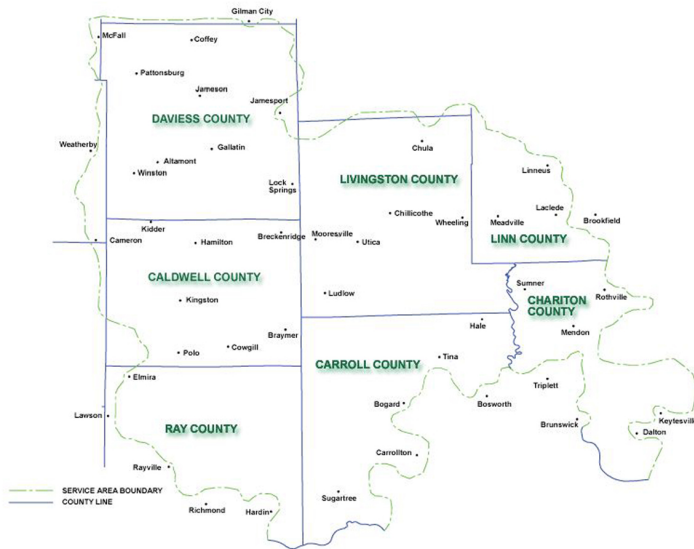 Gilman City
McFall
Coffey
Pattonsburg
Jameson
Jamesport
DAVIESS COUNTY
Weatherby
Gallatin
Altamont
Winston
Lock
Springs
Chula
LIVINGSTON COUNTY
Linneus
Chillicothe
Wheeling
Meadville
Laclede
Brookfield
LINN COUNTY
Kidder
Cameron
Hamilton
Breckenridge
Mooresville
Utica
CALDWELL COUNTY
Kingston
Ludlow
Sumner
Rothville
CHARITON
COUNTY
Mendon
Braymer
Cowgill
Polo
Hale
Tina
CARROLL COUNTY
Elmira
Lawson
RAY COUNTY
Bogard
Bosworth
Triplett
Brunswick
Keytesville
Dalton
Carrollton
Rayville
Richmond
Hardin
Sugartree
SERVICE AREA BOUNDARY
COUNTY LINE